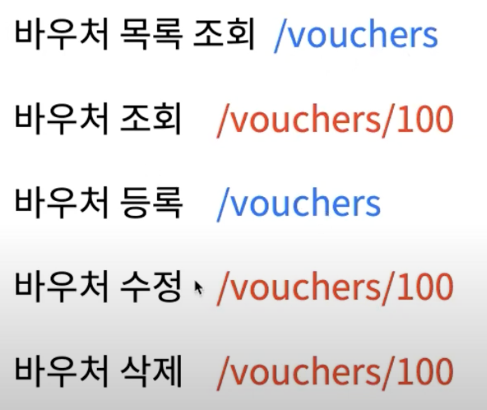 바우처 목록 조회 /vouchers
바우처 조회 /vouchers/100
바우처 등록 /vouchers
바우처 수정 /vouchers/100
바우처 삭제 /vouchers/100